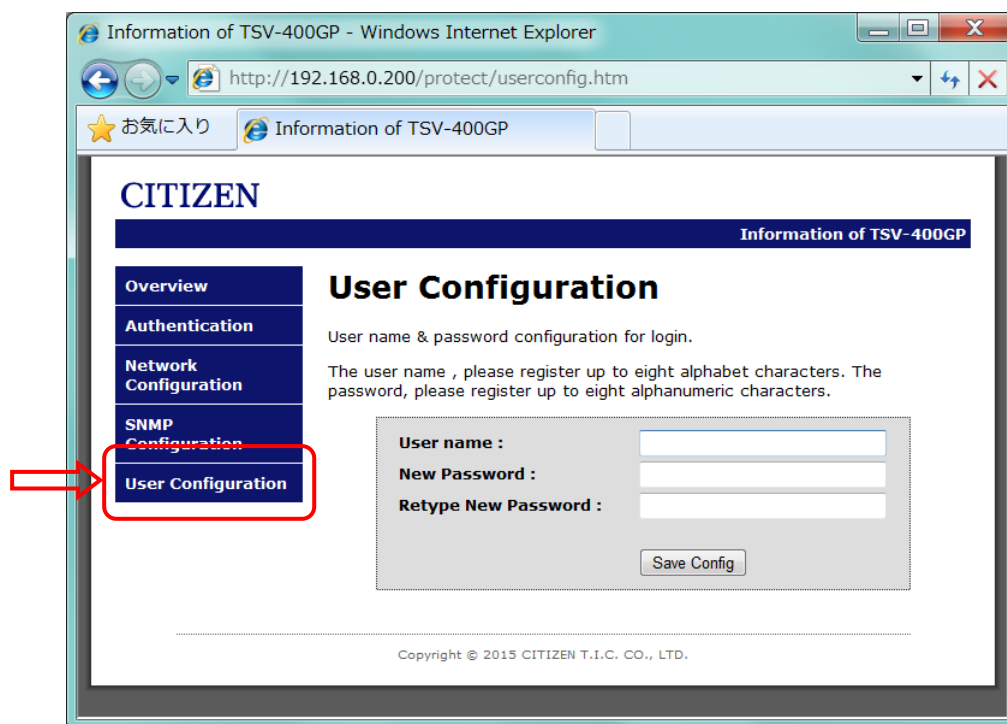 Information of TSV-400GP - Windows Internet Explorer
http://192.168.0.200/protect/userconfig.htm
お気に入り
Information of TSV-400GP
CITIZEN
Information of TSV-400GP
Overview
Authentication
Network
Configuration
SNMP
Configuration
User Configuration
User Configuration
User name & password configuration for login.
The user name , please register up to eight alphabet characters. The
password, please register up to eight alphanumeric characters.
User name :
New Password :
Retype New Password :
Save Config
Copyright © 2015 CITIZEN T.I.C. CO., LTD.